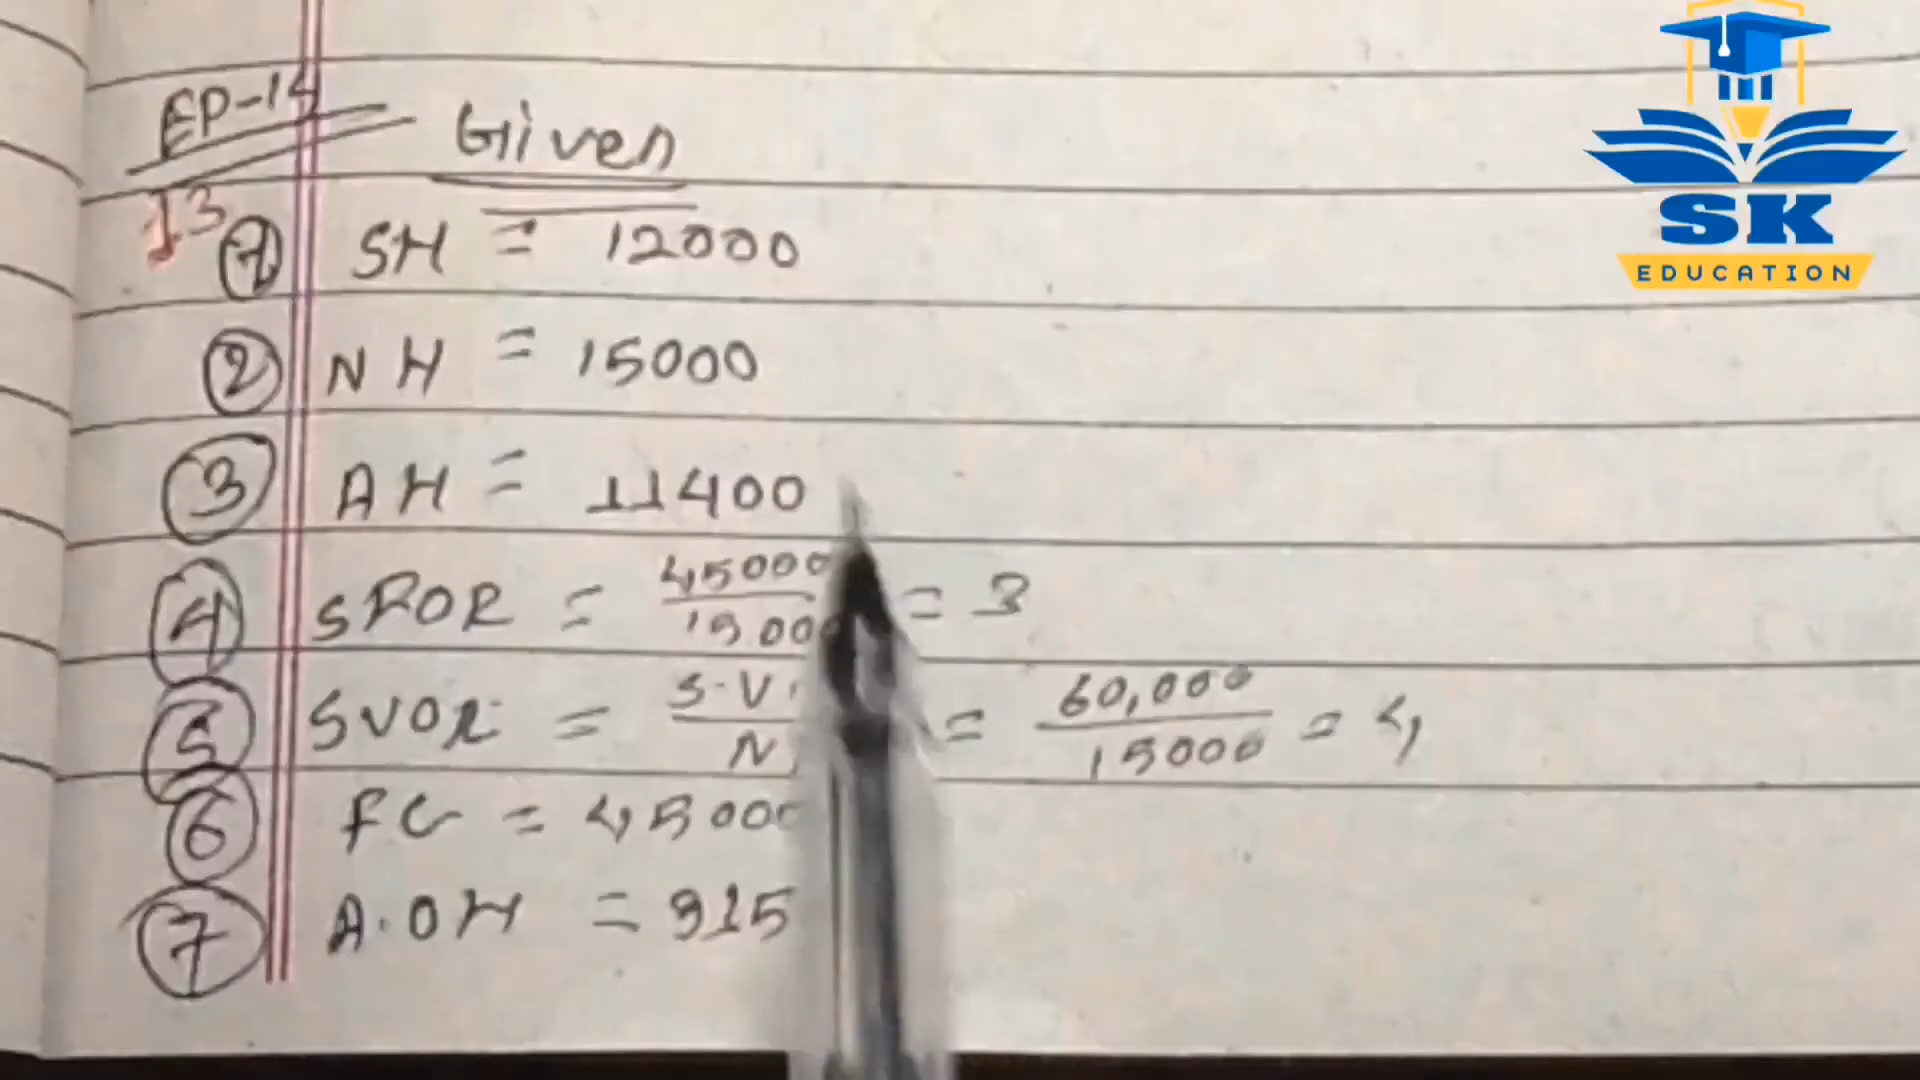 EP-14
Given
13
① SH = 12000
② NH = 15000
③ AH = 11400
④ SFOR = 45000/15000 = 3
⑤ SVOR = S.V / N = 60,000/15000 = 4
⑥ FC = 45000
⑦ A.OH = 915
SK
EDUCATION